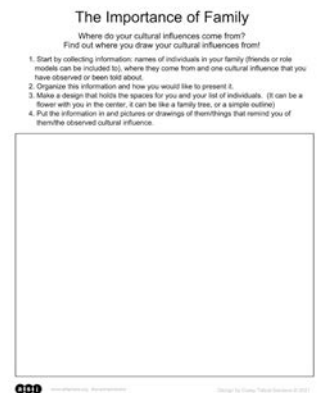 The Importance of Family
Where do your cultural influences come from?
Find out where you draw your cultural influences from!
1. Start by collecting information: names of individuals in your family (friends or role
models can be included to), where they come from and one cultural influence that you
have observed or been told about.
2. Organize this information and how you would like to present it.
3. Make a design that holds the spaces for you and your list of individuals. (It can be a
flower with you in the center, it can be like a family tree, or a simple outline)
4. Put the information in and pictures or drawings of them/things that remind you of
them/the observed cultural influence.